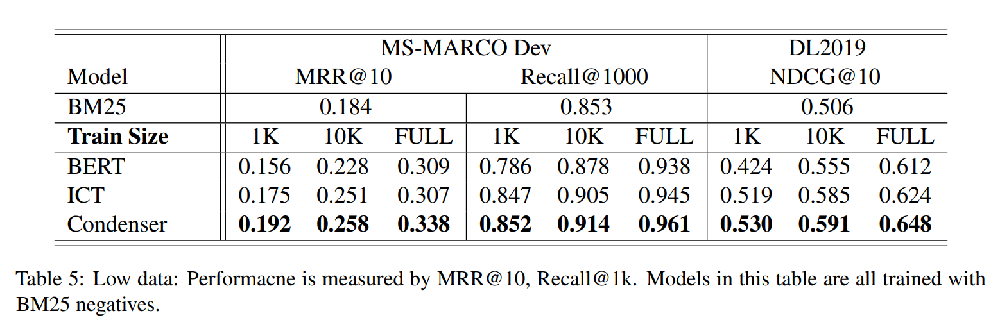 MS-MARCO Dev DL2019
Model MRR@10 Recall@1000 NDCG@10
BM25 0.184 0.853 0.506
Train Size 1K 10K FULL 1K 10K FULL 1K 10K FULL
BERT 0.156 0.228 0.309 0.786 0.878 0.938 0.424 0.555 0.612
ICT 0.175 0.251 0.307 0.847 0.905 0.945 0.519 0.585 0.624
Condenser 0.192 0.258 0.338 0.852 0.914 0.961 0.530 0.591 0.648
Table 5: Low data: Performacne is measured by MRR@10, Recall@1k. Models in this table are all trained with
BM25 negatives.